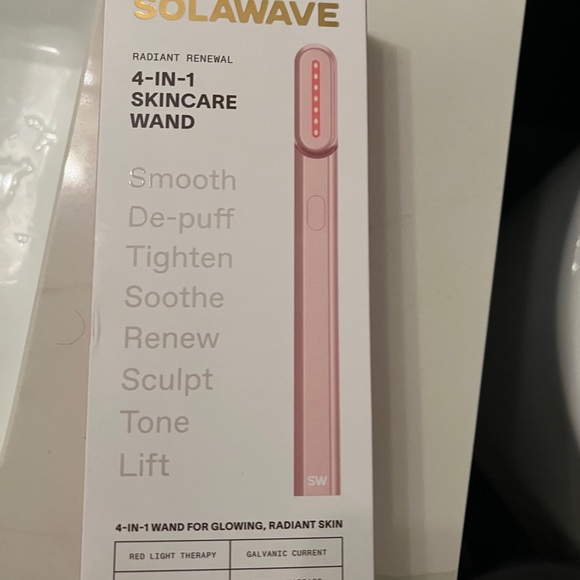 SOLAWAVE
RADIANT RENEWAL
4-IN-1
SKINCARE
WAND
Smooth
De-puff
Tighten
Soothe
Renew
Sculpt
Tone
Lift
SW
4-IN-1 WAND FOR GLOWING, RADIANT SKIN
RED LIGHT THERAPY GALVANIC CURRENT